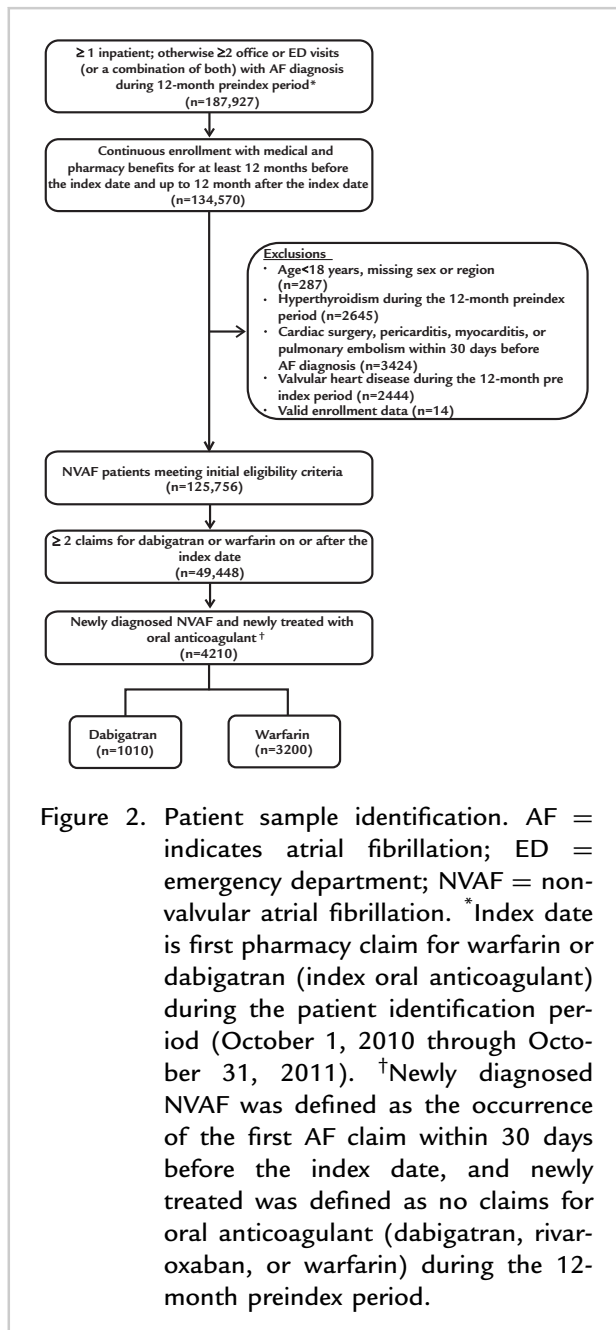 ≥ 1 inpatient; otherwise ≥2 office or ED visits
(or a combination of both) with AF diagnosis
during 12-month preindex period*
(n=187,927)
Continuous enrollment with medical and
pharmacy benefits for at least 12 months before
the index date and up to 12 month after the index date
(n=134,570)
Exclusions
· Age<18 years, missing sex or region
(n=287)
· Hyperthyroidism during the 12-month preindex
period (n=2645)
· Cardiac surgery, pericarditis, myocarditis, or
pulmonary embolism within 30 days before
AF diagnosis (n=3424)
· Valvular heart disease during the 12-month pre
index period (n=2444)
· Valid enrollment data (n=14)
NVAF patients meeting initial eligibility criteria
(n=125,756)
≥ 2 claims for dabigatran or warfarin on or after the
index date
(n=49,448)
Newly diagnosed NVAF and newly treated with
oral anticoagulant †
(n=4210)
Dabigatran
(n=1010)
Warfarin
(n=3200)
Figure 2. Patient sample identification. AF =
indicates atrial fibrillation; ED =
emergency department; NVAF = non-
valvular atrial fibrillation. *Index date
is first pharmacy claim for warfarin or
dabigatran (index oral anticoagulant)
during the patient identification per-
iod (October 1, 2010 through Octo-
ber 31, 2011). †Newly diagnosed
NVAF was defined as the occurrence
of the first AF claim within 30 days
before the index date, and newly
treated was defined as no claims for
oral anticoagulant (dabigatran, rivar-
oxaban, or warfarin) during the 12-
month preindex period.